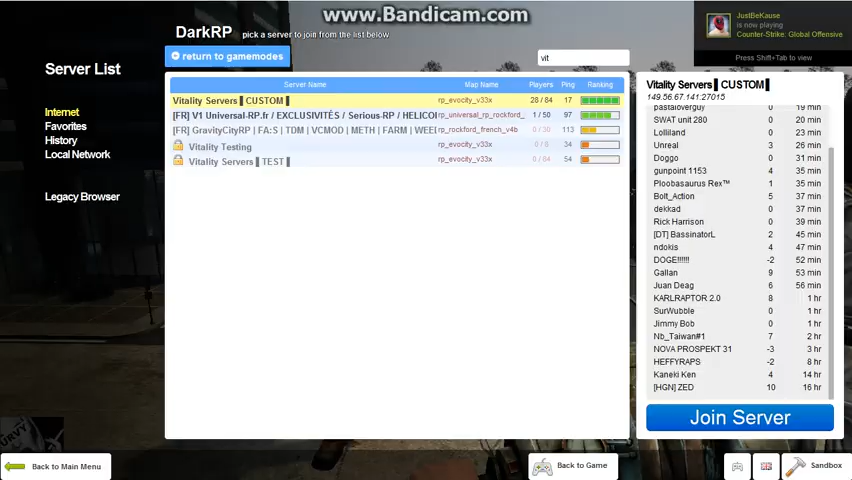 www.Bandicam.com
JustBeKause
is now playing
Counter-Strike: Global Offensive
Press Shift+Tab to view
DarkRP pick a server to join from the list below.
return to gamemodes
vit
Server List
Internet
Favorites
History
Local Network
Legacy Browser
Server Name Map Name Players Ping Ranking
Vitality Servers ▌CUSTOM ▌ rp_evocity_v33x 28 / 84 17
[FR] V1 Universal-RP.fr / EXCLUSIVITÉS / Serious-RP / HELICO rp_universal_rp_rockford_ 1 / 50 97
[FR] GravityCityRP | FA:S | TDM | VCMOD | METH | FARM | WEE rp_rockford_french_v4b 0 / 30 113
Vitality Testing rp_evocity_v33x 0 / 8 34
Vitality Servers ▌TEST ▌ rp_evocity_v33x 0 / 84 54
Vitality Servers ▌CUSTOM ▌
149.56.67.141:27015
pastaloverguy 0 19 min
SWAT unit 280 0 20 min
Lolliland 0 23 min
Unreal 3 26 min
Doggo 0 31 min
gunpoint 1153 4 35 min
Ploobasaurus Rex™ 1 35 min
Bolt_Action 5 37 min
dekkad 0 37 min
Rick Harrison 0 39 min
[DT] BassinatorL 2 45 min
ndokis 4 47 min
DOGE!!!!!! -2 52 min
Gallan 9 53 min
Juan Deag 6 56 min
KARLRAPTOR 2.0 8 1 hr
SurWubble 0 1 hr
Jimmy Bob 0 1 hr
Nb_Taiwan#1 7 2 hr
NOVA PROSPEKT 31 -3 3 hr
HEFFYRAPS -2 8 hr
Kaneki Ken 4 14 hr
[HGN] ZED 10 16 hr
Join Server
Back to Main Menu
Back to Game
Sandbox